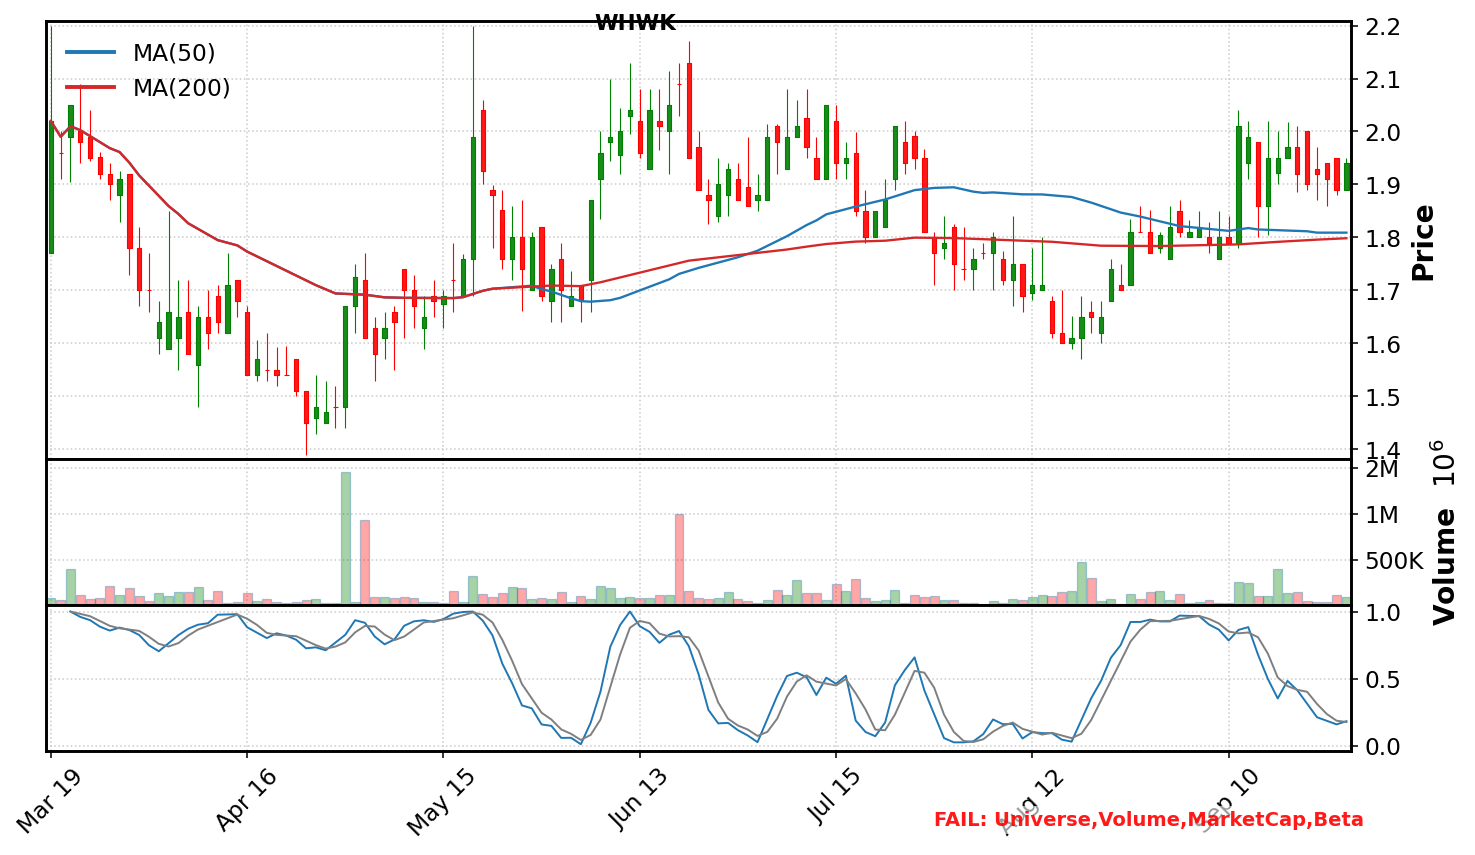 WHWK
MA(50)
MA(200)
2.2
2.1
2.0
1.9
1.8
1.7
1.6
1.5
1.4
Price
2M
1M
500K
Volume 10^6
1.0
0.5
0.0
Mar 19
Apr 16
May 15
Jun 13
Jul 15
Aug 12
Sep 10
FAIL: Universe,Volume,MarketCap,Beta